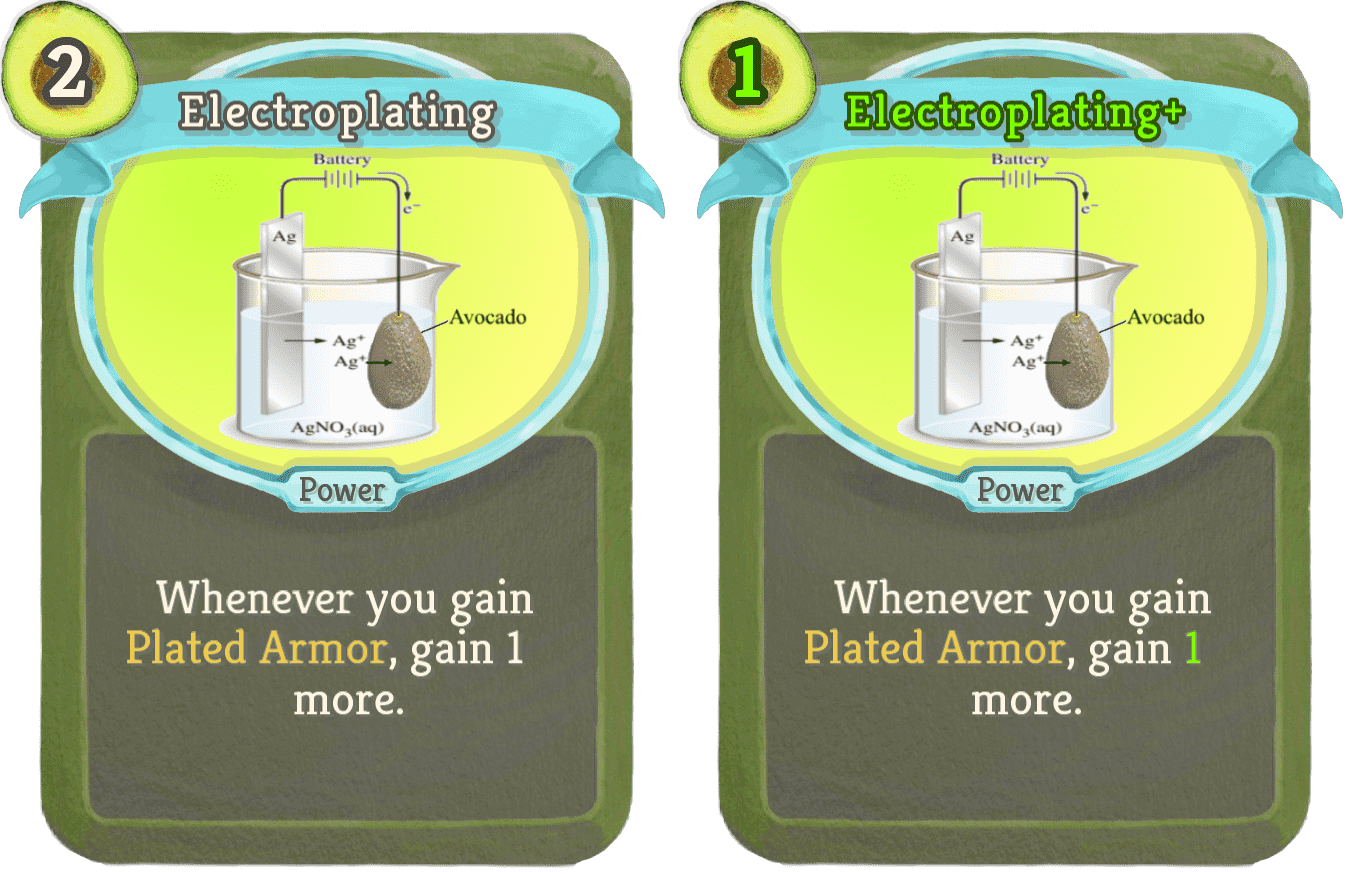 2
Electroplating
Battery
e⁻
Ag
Avocado
Ag⁺
Ag⁺
AgNO₃(aq)
Power
Whenever you gain
Plated Armor, gain 1
more.
1
Electroplating+
Battery
e⁻
Ag
Avocado
Ag⁺
Ag⁺
AgNO₃(aq)
Power
Whenever you gain
Plated Armor, gain 1
more.